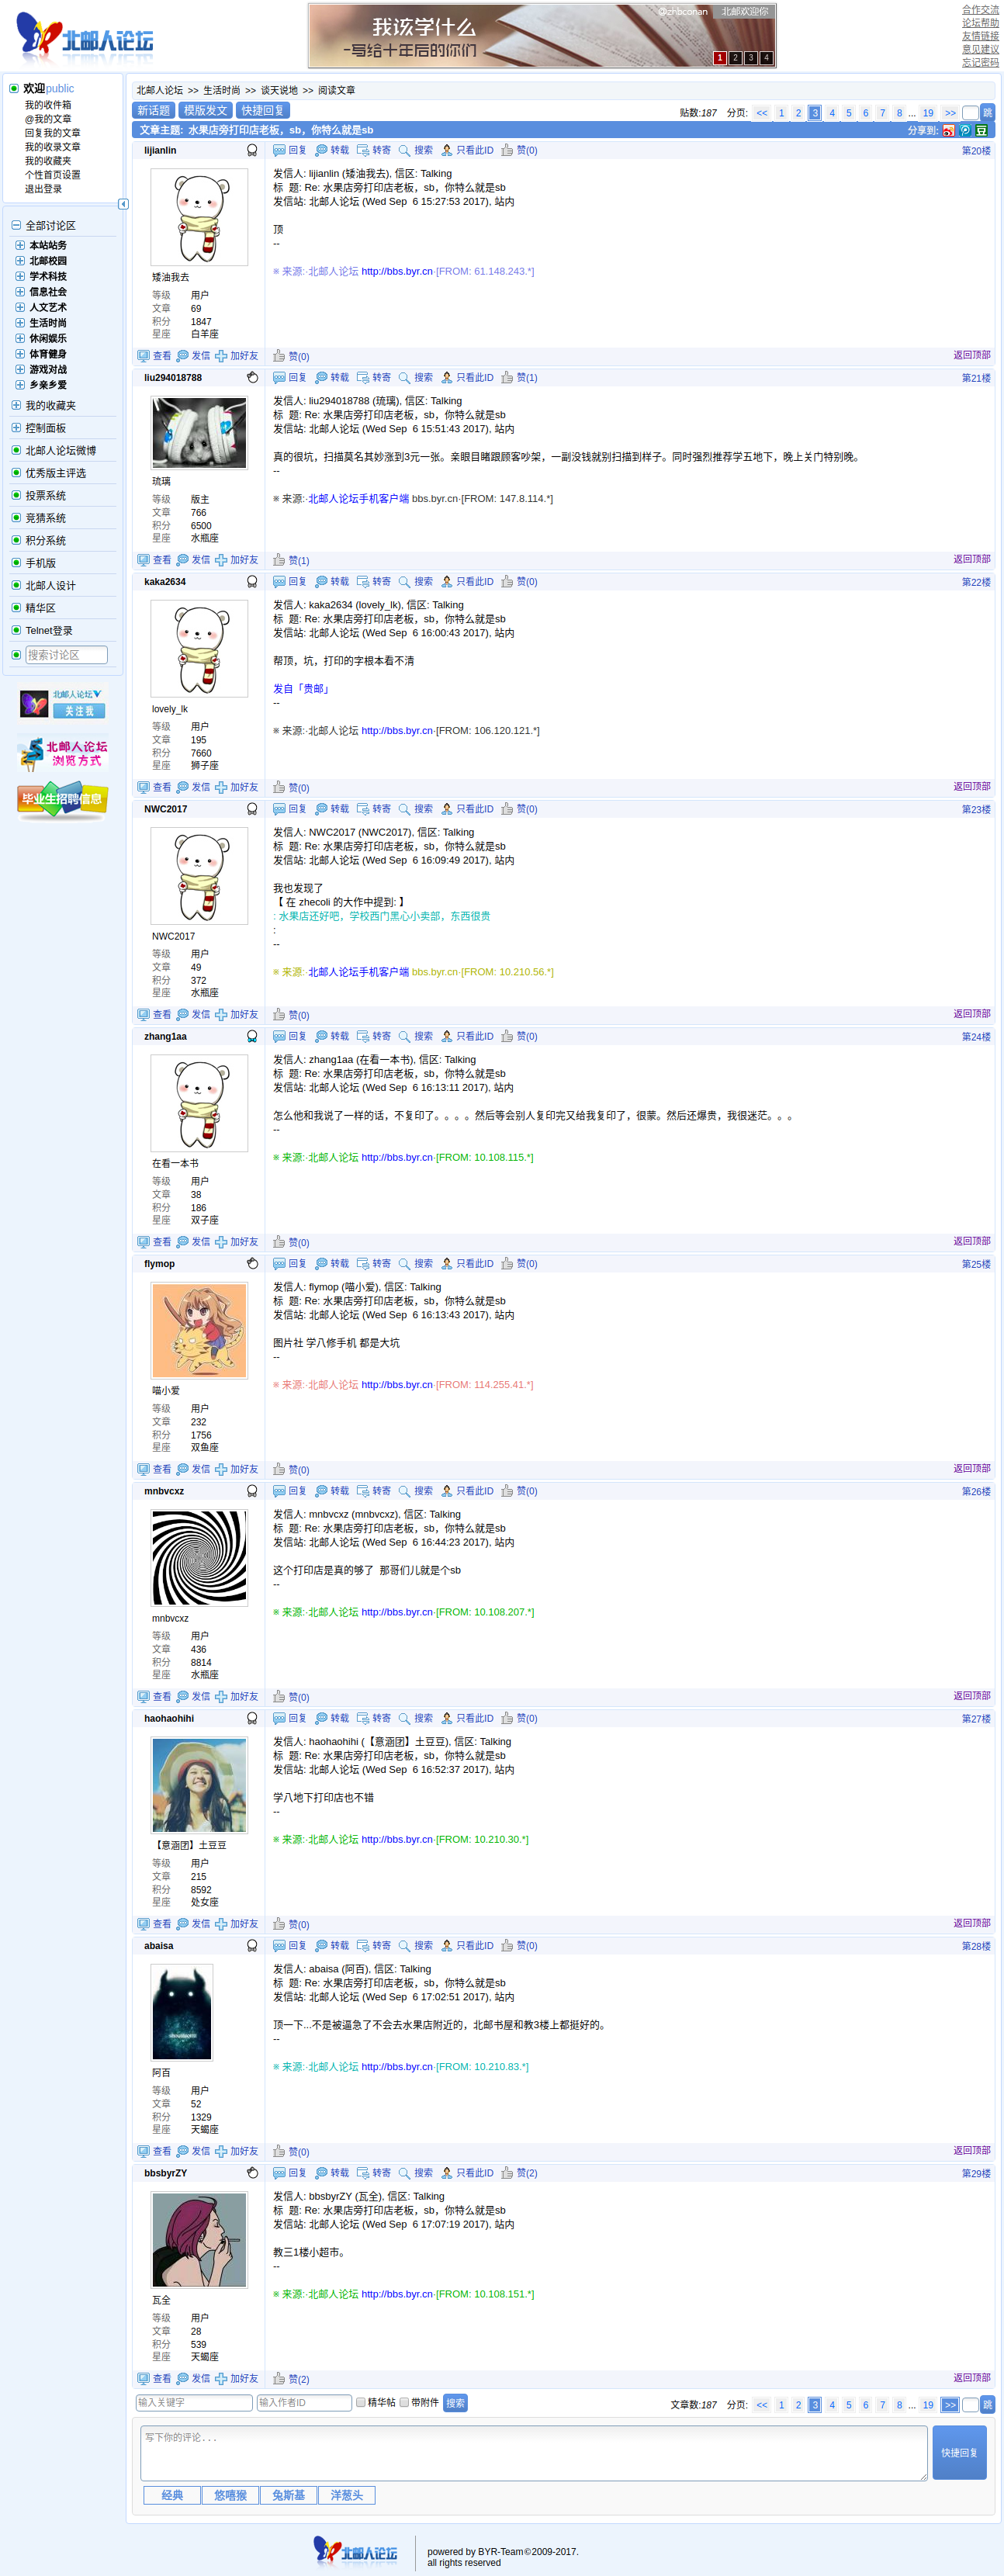 北邮人论坛
我该学什么
-写给十年后的你们
@zhbconan 北邮欢迎你
1 2 3 4
合作交流
论坛帮助
友情链接
意见建议
忘记密码
欢迎public
我的收件箱
@我的文章
回复我的文章
我的收录文章
我的收藏夹
个性首页设置
退出登录
全部讨论区
本站站务
北邮校园
学术科技
信息社会
人文艺术
生活时尚
休闲娱乐
体育健身
游戏对战
乡亲乡爱
我的收藏夹
控制面板
北邮人论坛微博
优秀版主评选
投票系统
竞猜系统
积分系统
手机版
北邮人设计
精华区
Telnet登录
搜索讨论区
北邮人论坛
关注我
北邮人论坛
浏览方式
毕业生招聘信息
北邮人论坛 >> 生活时尚 >> 谈天说地 >> 阅读文章
新话题 模版发文 快捷回复
贴数:187 分页: << 1 2 3 4 5 6 7 8 ... 19 >> 跳
文章主题: 水果店旁打印店老板，sb，你特么就是sb 分享到:
lijianlin 回复 转载 转寄 搜索 只看此ID 赞(0) 第20楼
发信人: lijianlin (矮油我去), 信区: Talking
标 题: Re: 水果店旁打印店老板，sb，你特么就是sb
发信站: 北邮人论坛 (Wed Sep 6 15:27:53 2017), 站内
顶
--
※ 来源:·北邮人论坛 http://bbs.byr.cn·[FROM: 61.148.243.*]
矮油我去
等级 用户
文章 69
积分 1847
星座 白羊座
查看 发信 加好友 赞(0) 返回顶部
liu294018788 回复 转载 转寄 搜索 只看此ID 赞(1) 第21楼
发信人: liu294018788 (琉璃), 信区: Talking
标 题: Re: 水果店旁打印店老板，sb，你特么就是sb
发信站: 北邮人论坛 (Wed Sep 6 15:51:43 2017), 站内
真的很坑，扫描莫名其妙涨到3元一张。亲眼目睹跟顾客吵架，一副没钱就别扫描到样子。同时强烈推荐学五地下，晚上关门特别晚。
--
※ 来源:·北邮人论坛手机客户端 bbs.byr.cn·[FROM: 147.8.114.*]
琉璃
等级 版主
文章 766
积分 6500
星座 水瓶座
查看 发信 加好友 赞(1) 返回顶部
kaka2634 回复 转载 转寄 搜索 只看此ID 赞(0) 第22楼
发信人: kaka2634 (lovely_lk), 信区: Talking
标 题: Re: 水果店旁打印店老板，sb，你特么就是sb
发信站: 北邮人论坛 (Wed Sep 6 16:00:43 2017), 站内
帮顶，坑，打印的字根本看不清
发自「贵邮」
--
※ 来源:·北邮人论坛 http://bbs.byr.cn·[FROM: 106.120.121.*]
lovely_lk
等级 用户
文章 195
积分 7660
星座 狮子座
查看 发信 加好友 赞(0) 返回顶部
NWC2017 回复 转载 转寄 搜索 只看此ID 赞(0) 第23楼
发信人: NWC2017 (NWC2017), 信区: Talking
标 题: Re: 水果店旁打印店老板，sb，你特么就是sb
发信站: 北邮人论坛 (Wed Sep 6 16:09:49 2017), 站内
我也发现了
【 在 zhecoli 的大作中提到: 】
: 水果店还好吧，学校西门黑心小卖部，东西很贵
:
--
※ 来源:·北邮人论坛手机客户端 bbs.byr.cn·[FROM: 10.210.56.*]
NWC2017
等级 用户
文章 49
积分 372
星座 水瓶座
查看 发信 加好友 赞(0) 返回顶部
zhang1aa 回复 转载 转寄 搜索 只看此ID 赞(0) 第24楼
发信人: zhang1aa (在看一本书), 信区: Talking
标 题: Re: 水果店旁打印店老板，sb，你特么就是sb
发信站: 北邮人论坛 (Wed Sep 6 16:13:11 2017), 站内
怎么他和我说了一样的话，不复印了。。。。然后等会别人复印完又给我复印了，很蒙。然后还爆贵，我很迷茫。。。
--
※ 来源:·北邮人论坛 http://bbs.byr.cn·[FROM: 10.108.115.*]
在看一本书
等级 用户
文章 38
积分 186
星座 双子座
查看 发信 加好友 赞(0) 返回顶部
flymop 回复 转载 转寄 搜索 只看此ID 赞(0) 第25楼
发信人: flymop (喵小爱), 信区: Talking
标 题: Re: 水果店旁打印店老板，sb，你特么就是sb
发信站: 北邮人论坛 (Wed Sep 6 16:13:43 2017), 站内
图片社 学八修手机 都是大坑
--
※ 来源:·北邮人论坛 http://bbs.byr.cn·[FROM: 114.255.41.*]
喵小爱
等级 用户
文章 232
积分 1756
星座 双鱼座
查看 发信 加好友 赞(0) 返回顶部
mnbvcxz 回复 转载 转寄 搜索 只看此ID 赞(0) 第26楼
发信人: mnbvcxz (mnbvcxz), 信区: Talking
标 题: Re: 水果店旁打印店老板，sb，你特么就是sb
发信站: 北邮人论坛 (Wed Sep 6 16:44:23 2017), 站内
这个打印店是真的够了 那哥们儿就是个sb
--
※ 来源:·北邮人论坛 http://bbs.byr.cn·[FROM: 10.108.207.*]
mnbvcxz
等级 用户
文章 436
积分 8814
星座 水瓶座
查看 发信 加好友 赞(0) 返回顶部
haohaohihi 回复 转载 转寄 搜索 只看此ID 赞(0) 第27楼
发信人: haohaohihi (【意涵团】土豆豆), 信区: Talking
标 题: Re: 水果店旁打印店老板，sb，你特么就是sb
发信站: 北邮人论坛 (Wed Sep 6 16:52:37 2017), 站内
学八地下打印店也不错
--
※ 来源:·北邮人论坛 http://bbs.byr.cn·[FROM: 10.210.30.*]
【意涵团】土豆豆
等级 用户
文章 215
积分 8592
星座 处女座
查看 发信 加好友 赞(0) 返回顶部
abaisa 回复 转载 转寄 搜索 只看此ID 赞(0) 第28楼
发信人: abaisa (阿百), 信区: Talking
标 题: Re: 水果店旁打印店老板，sb，你特么就是sb
发信站: 北邮人论坛 (Wed Sep 6 17:02:51 2017), 站内
顶一下...不是被逼急了不会去水果店附近的，北邮书屋和教3楼上都挺好的。
--
※ 来源:·北邮人论坛 http://bbs.byr.cn·[FROM: 10.210.83.*]
阿百
等级 用户
文章 52
积分 1329
星座 天蝎座
查看 发信 加好友 赞(0) 返回顶部
bbsbyrZY 回复 转载 转寄 搜索 只看此ID 赞(2) 第29楼
发信人: bbsbyrZY (瓦全), 信区: Talking
标 题: Re: 水果店旁打印店老板，sb，你特么就是sb
发信站: 北邮人论坛 (Wed Sep 6 17:07:19 2017), 站内
教三1楼小超市。
--
※ 来源:·北邮人论坛 http://bbs.byr.cn·[FROM: 10.108.151.*]
瓦全
等级 用户
文章 28
积分 539
星座 天蝎座
查看 发信 加好友 赞(2) 返回顶部
输入关键字 输入作者ID 精华帖 带附件 搜索
文章数:187 分页: << 1 2 3 4 5 6 7 8 ... 19 >> 跳
写下你的评论...
快捷回复
经典 悠嘻猴 兔斯基 洋葱头
北邮人论坛
powered by BYR-Team©2009-2017.
all rights reserved